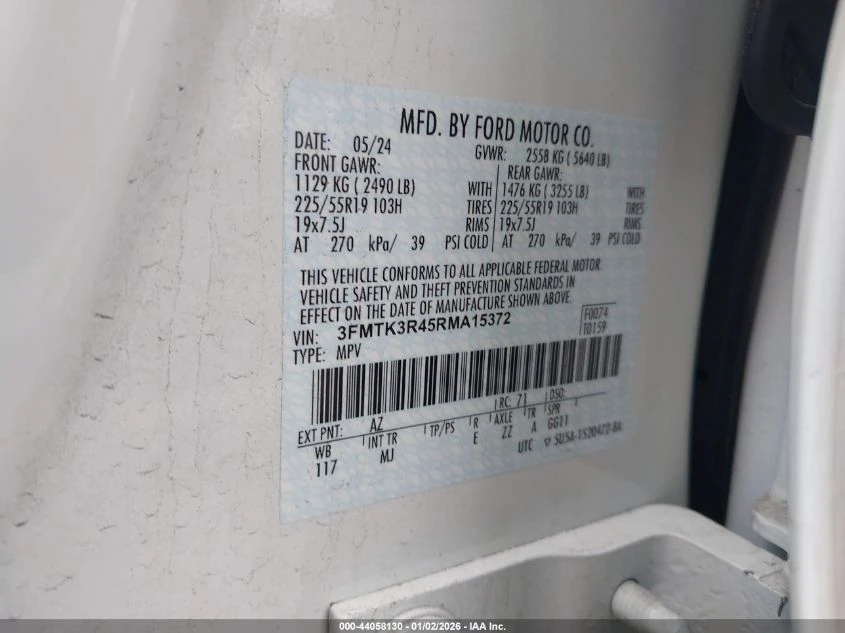 MFD. BY FORD MOTOR CO.
DATE: 05/24 GVWR: 2558 KG ( 5640 LB)
FRONT GAWR: REAR GAWR:
1129 KG ( 2490 LB) WITH 1476 KG ( 3255 LB) WITH
225/55R19 103H TIRES 225/55R19 103H TIRES
19x7.5J RIMS 19x7.5J RIMS
AT 270 kPa/ 39 PSI COLD AT 270 kPa/ 39 PSI COLD
THIS VEHICLE CONFORMS TO ALL APPLICABLE FEDERAL MOTOR
VEHICLE SAFETY AND THEFT PREVENTION STANDARDS IN
EFFECT ON THE DATE OF MANUFACTURE SHOWN ABOVE.
VIN: 3FMTK3R45RMA15372 F0074
TYPE: MPV T0159
EXT PNT: AZ RC: 71 DSO:
WB INT TR TP/PS R AXLE TR SPR
117 MJ E ZZ A GG11
UTC ▽ 5U5A-1520472-BA
000-44058130 - 01/02/2026 - IAA Inc.